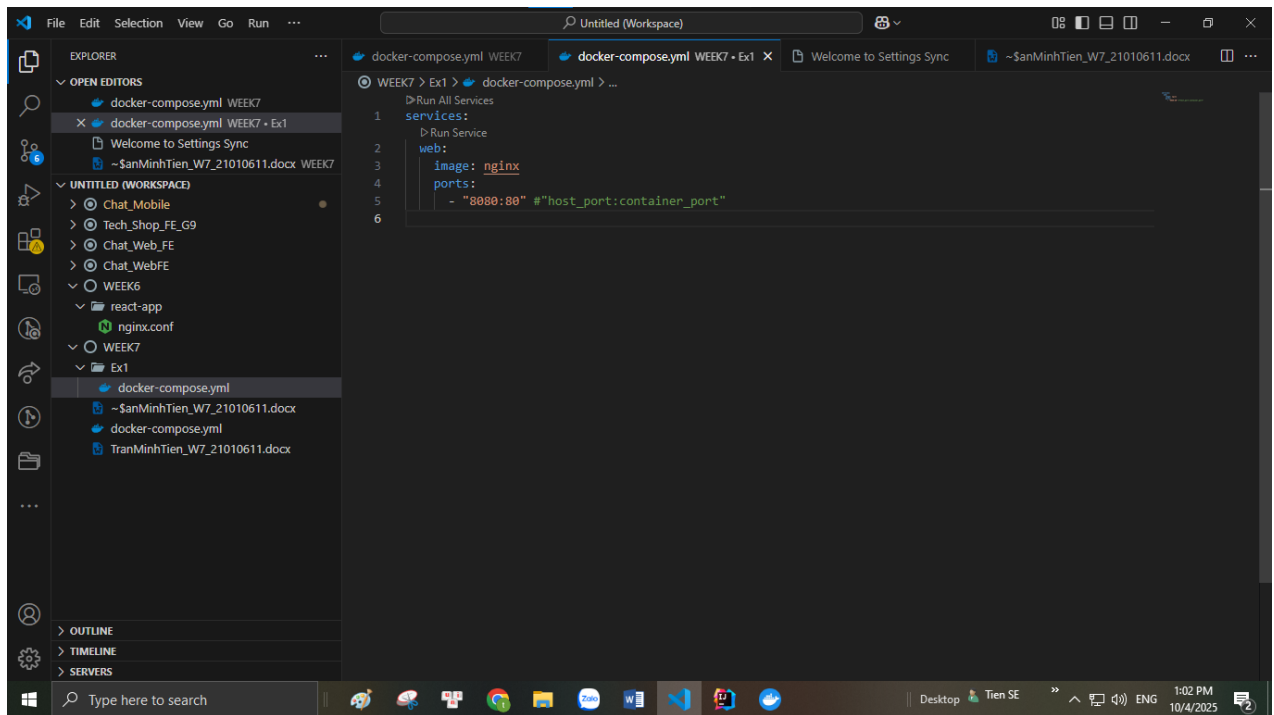 File Edit Selection View Go Run ···
Untitled (Workspace)
EXPLORER ···
OPEN EDITORS
docker-compose.yml WEEK7
docker-compose.yml WEEK7 • Ex1
Welcome to Settings Sync
~$anMinhTien_W7_21010611.docx WEEK7
UNTITLED (WORKSPACE)
Chat_Mobile
Tech_Shop_FE_G9
Chat_Web_FE
Chat_WebFE
WEEK6
react-app
nginx.conf
WEEK7
Ex1
docker-compose.yml
~$anMinhTien_W7_21010611.docx
docker-compose.yml
TranMinhTien_W7_21010611.docx
OUTLINE
TIMELINE
SERVERS
6
docker-compose.yml WEEK7 docker-compose.yml WEEK7 • Ex1 Welcome to Settings Sync ~$anMinhTien_W7_21010611.docx ···
WEEK7 > Ex1 > docker-compose.yml > ...
Run All Services
1 services:
Run Service
2 web:
3 image: nginx
4 ports:
5 - "8080:80" #"host_port:container_port"
6
Type here to search
Zalo
Desktop
Tien SE
ENG
1:02 PM
10/4/2025
2